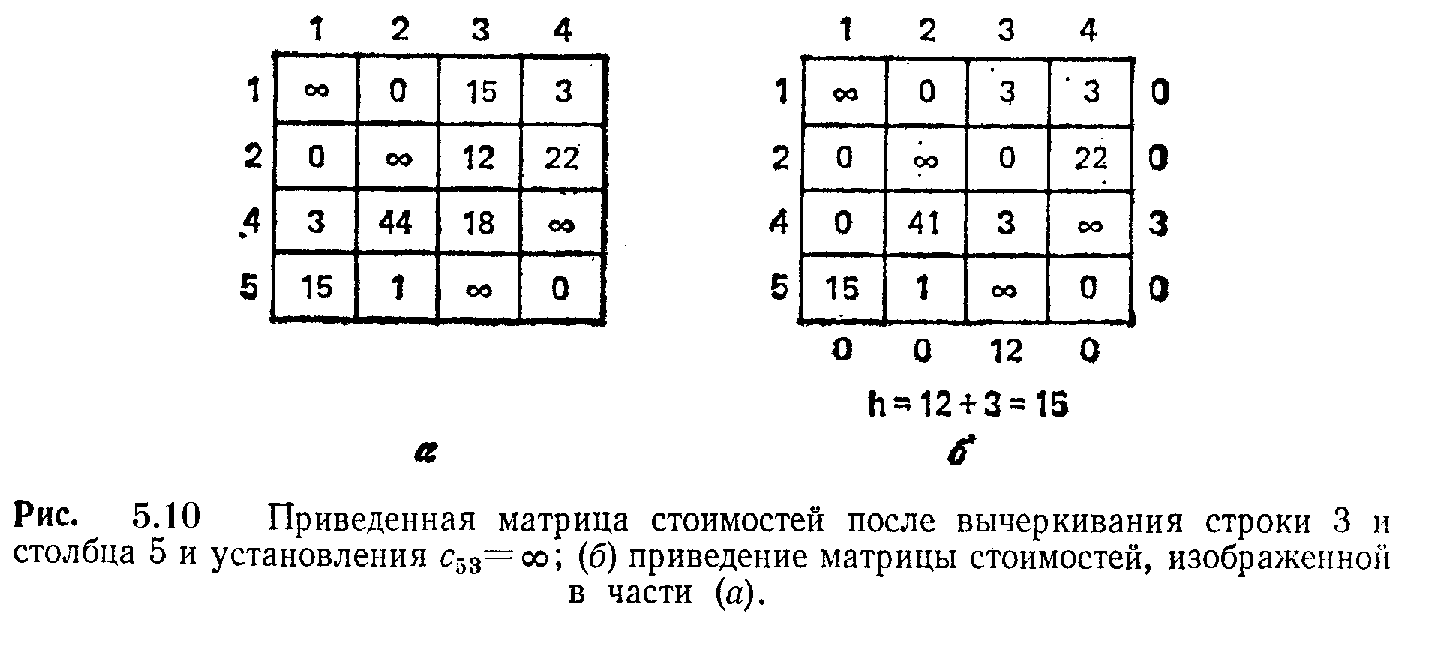 1 2 3 4
1 ∞ 0 15 3
2 0 ∞ 12 22
4 3 44 18 ∞
5 15 1 ∞ 0
а
1 2 3 4
1 ∞ 0 3 3 0
2 0 ∞ 0 22 0
4 0 41 3 ∞ 3
5 15 1 ∞ 0 0
0 0 12 0
h = 12 + 3 = 15
б
Рис. 5.10 Приведенная матрица стоимостей после вычеркивания строки 3 и
столбца 5 и установления c₅₃= ∞; (б) приведение матрицы стоимостей, изображенной
в части (а).